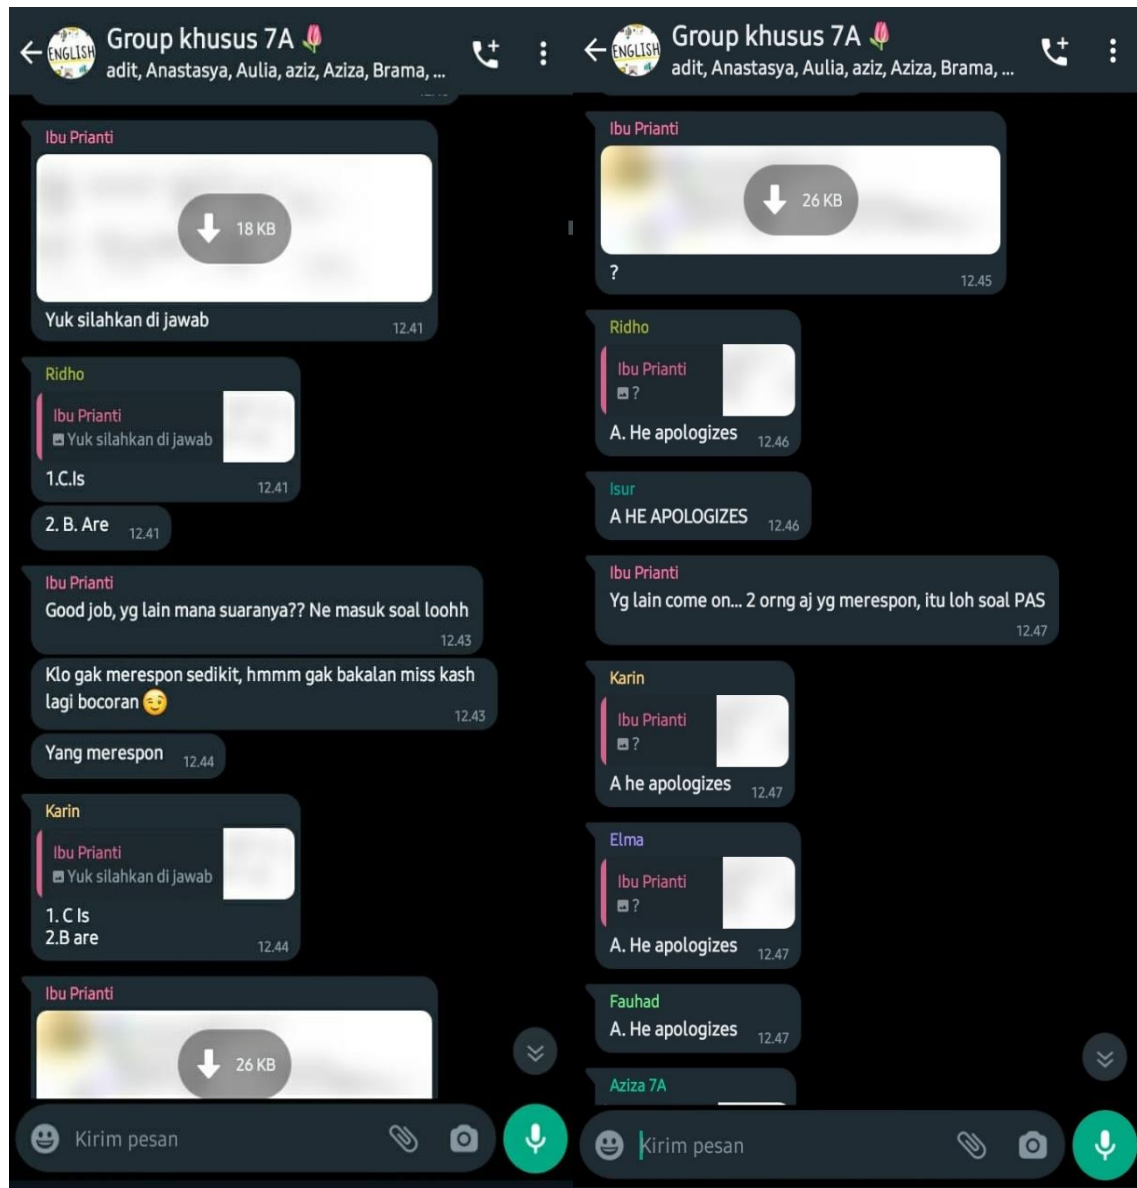 Group khusus 7A
ENGLISH
adit, Anastasya, Aulia, aziz, Aziza, Brama, ...
Ibu Prianti
18 KB
Yuk silahkan di jawab
12.41
Ridho
Ibu Prianti
Yuk silahkan di jawab
1.C.Is
12.41
2. B. Are 12.41
Ibu Prianti
Good job, yg lain mana suaranya?? Ne masuk soal loohh
12.43
Klo gak merespon sedikit, hmmm gak bakalan miss kash
lagi bocoran 😏
12.43
Yang merespon 12.44
Karin
Ibu Prianti
Yuk silahkan di jawab
1. C Is
2.B are
12.44
Ibu Prianti
26 KB
Kirim pesan
Group khusus 7A
ENGLISH
adit, Anastasya, Aulia, aziz, Aziza, Brama, ...
Ibu Prianti
26 KB
?
12.45
Ridho
Ibu Prianti
?
A. He apologizes 12.46
Isur
A HE APOLOGIZES 12.46
Ibu Prianti
Yg lain come on... 2 orng aj yg merespon, itu loh soal PAS
12.47
Karin
Ibu Prianti
?
A he apologizes 12.47
Elma
Ibu Prianti
?
A. He apologizes 12.47
Fauhad
A. He apologizes 12.47
Aziza 7A
Kirim pesan